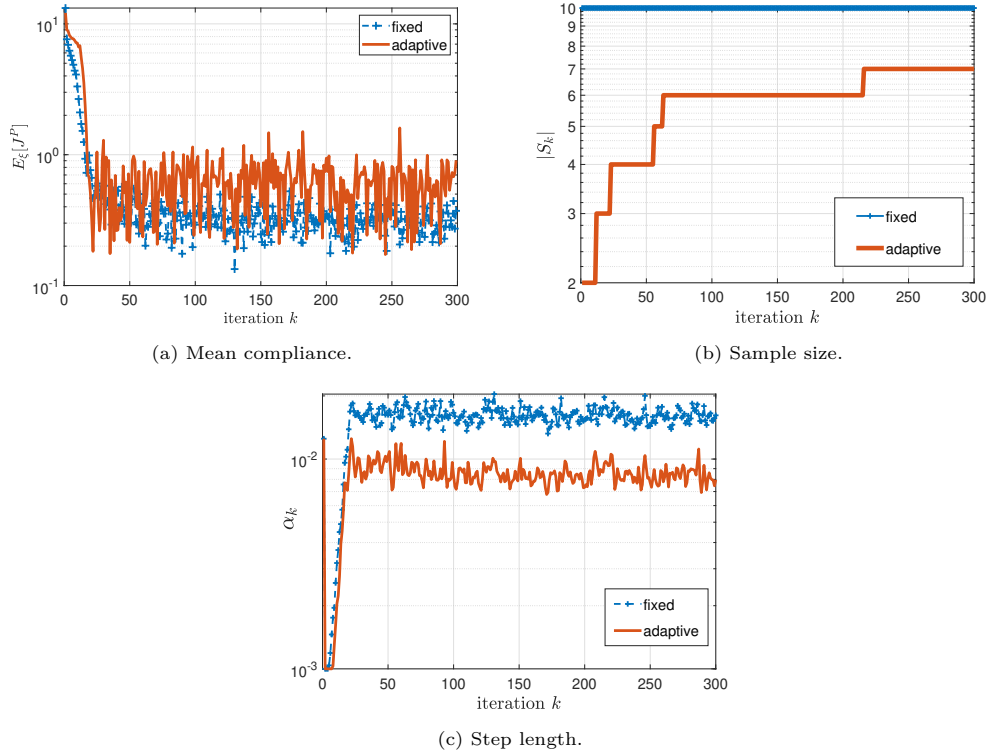 10^1
10^0
10^-1
E_ξ[J^P]
fixed
adaptive
0 50 100 150 200 250 300
iteration k
(a) Mean compliance.
10
9
8
7
6
5
4
3
2
|S_k|
fixed
adaptive
0 50 100 150 200 250 300
iteration k
(b) Sample size.
10^-2
10^-3
α_k
fixed
adaptive
0 50 100 150 200 250 300
iteration k
(c) Step length.